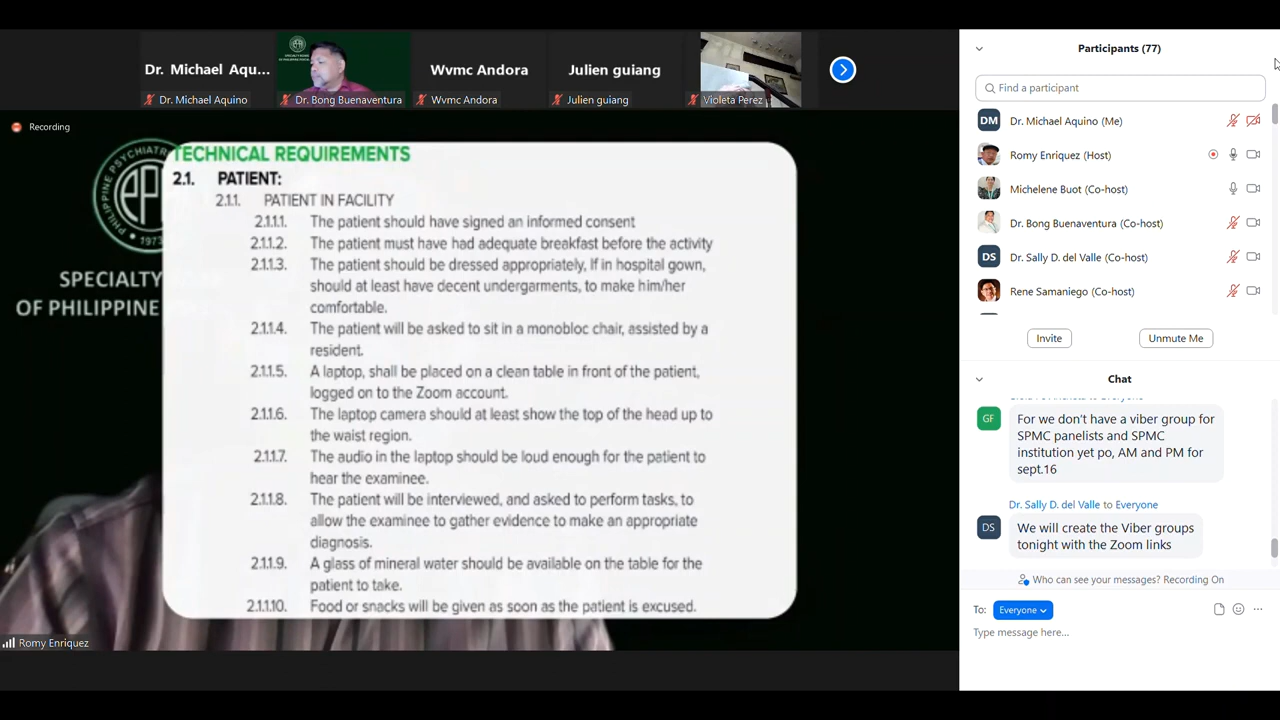 Dr. Michael Aqu...
Wvmc Andora
Julien guiang
Dr. Michael Aquino
Dr. Bong Buenaventura
Wvmc Andora
Julien guiang
Violeta Perez
Recording
TECHNICAL REQUIREMENTS
2.1. PATIENT:
2.1.1. PATIENT IN FACILITY
2.1.1.1. The patient should have signed an informed consent
2.1.1.2. The patient must have had adequate breakfast before the activity
2.1.1.3. The patient should be dressed appropriately, If in hospital gown,
should at least have decent undergarments, to make him/her
comfortable.
2.1.1.4. The patient will be asked to sit in a monobloc chair, assisted by a
resident.
2.1.1.5. A laptop, shall be placed on a clean table in front of the patient,
logged on to the Zoom account.
2.1.1.6. The laptop camera should at least show the top of the head up to
the waist region.
2.1.1.7. The audio in the laptop should be loud enough for the patient to
hear the examinee.
2.1.1.8. The patient will be interviewed, and asked to perform tasks, to
allow the examinee to gather evidence to make an appropriate
diagnosis.
2.1.1.9. A glass of mineral water should be available on the table for the
patient to take.
2.1.1.10. Food or snacks will be given as soon as the patient is excused.
PHILIPPINE PSYCHIATR
1973
SPECIALTY
OF PHILIPPINE
Romy Enriquez
Participants (77)
Find a participant
DM Dr. Michael Aquino (Me)
Romy Enriquez (Host)
Michelene Buot (Co-host)
Dr. Bong Buenaventura (Co-host)
DS Dr. Sally D. del Valle (Co-host)
Rene Samaniego (Co-host)
Invite
Unmute Me
Chat
GF
For we don't have a viber group for
SPMC panelists and SPMC
institution yet po, AM and PM for
sept.16
Dr. Sally D. del Valle to Everyone
DS
We will create the Viber groups
tonight with the Zoom links
Who can see your messages? Recording On
To: Everyone
Type message here...